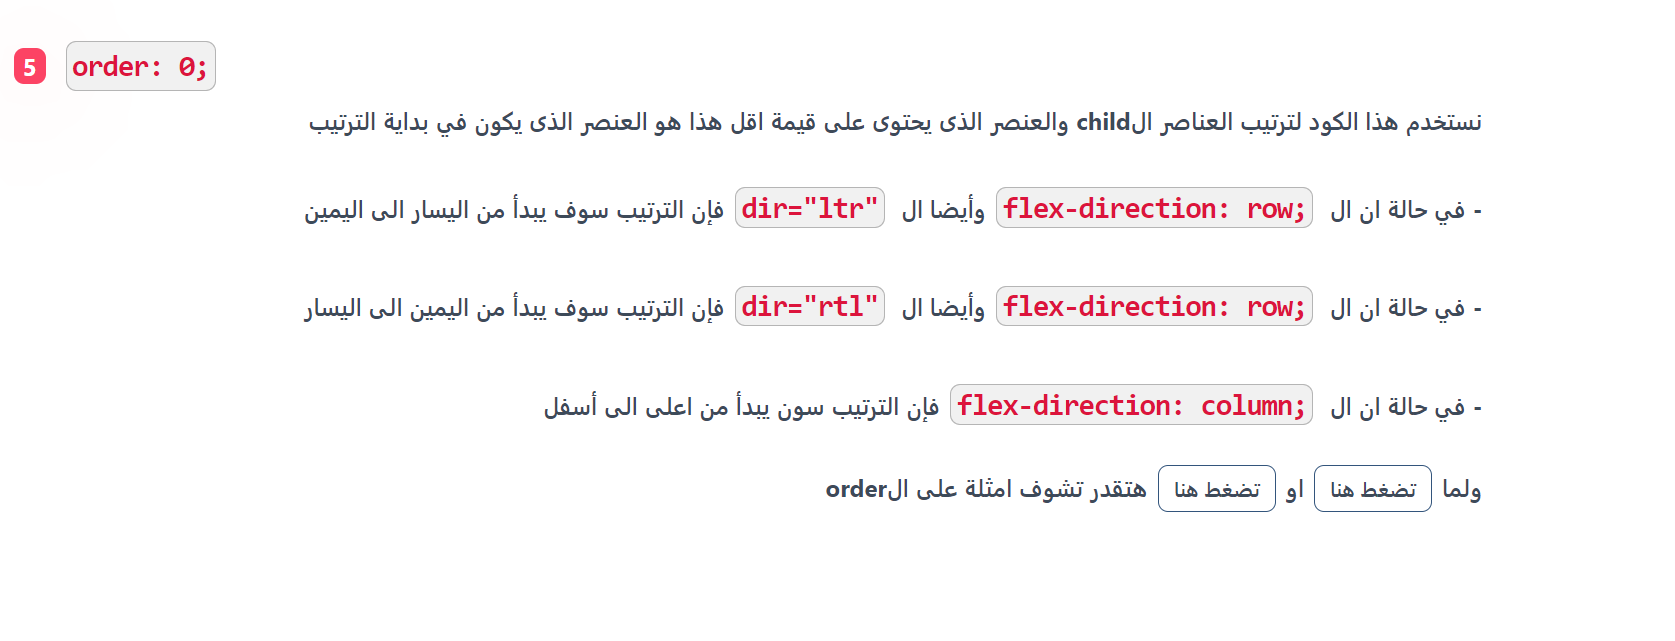 5 order: 0;
نستخدم هذا الكود لترتيب العناصر الchild والعنصر الذى يحتوى على قيمة اقل هذا هو العنصر الذى يكون في بداية الترتيب
- في حالة ان ال flex-direction: row; وأيضا ال dir="ltr" فإن الترتيب سوف يبدأ من اليسار الى اليمين
- في حالة ان ال flex-direction: row; وأيضا ال dir="rtl" فإن الترتيب سوف يبدأ من اليمين الى اليسار
- في حالة ان ال flex-direction: column; فإن الترتيب سون يبدأ من اعلى الى أسفل
ولما تضغط هنا او تضغط هنا هتقدر تشوف امثلة على الorder